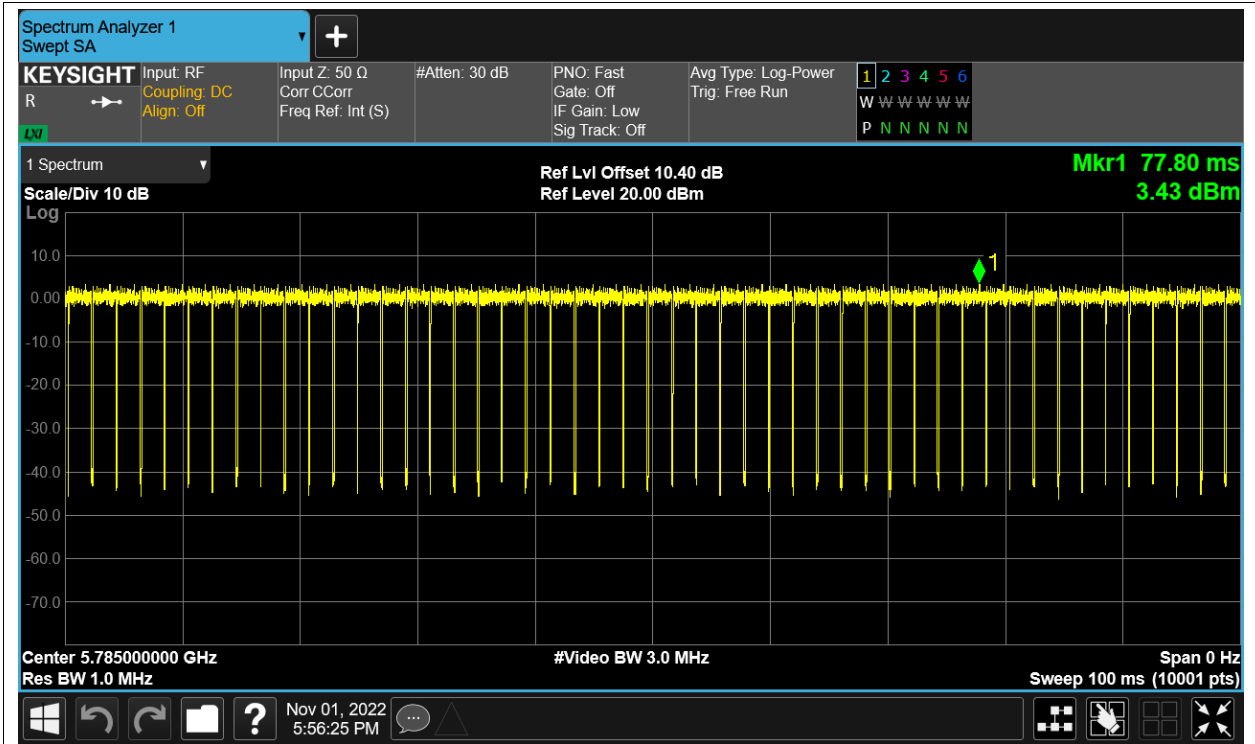 Spectrum Analyzer 1
Swept SA
KEYSIGHT
R
LXI
Input: RF
Coupling: DC
Align: Off
Input Z: 50 Ω
Corr CCorr
Freq Ref: Int (S)
#Atten: 30 dB
PNO: Fast
Gate: Off
IF Gain: Low
Sig Track: Off
Avg Type: Log-Power
Trig: Free Run
1 2 3 4 5 6
W W W W W W
P N N N N N
1 Spectrum
Scale/Div 10 dB
Log
Ref Lvl Offset 10.40 dB
Ref Level 20.00 dBm
Mkr1 77.80 ms
3.43 dBm
1
10.0
0.00
-10.0
-20.0
-30.0
-40.0
-50.0
-60.0
-70.0
Center 5.785000000 GHz
Res BW 1.0 MHz
#Video BW 3.0 MHz
Span 0 Hz
Sweep 100 ms (10001 pts)
?
Nov 01, 2022
5:56:25 PM